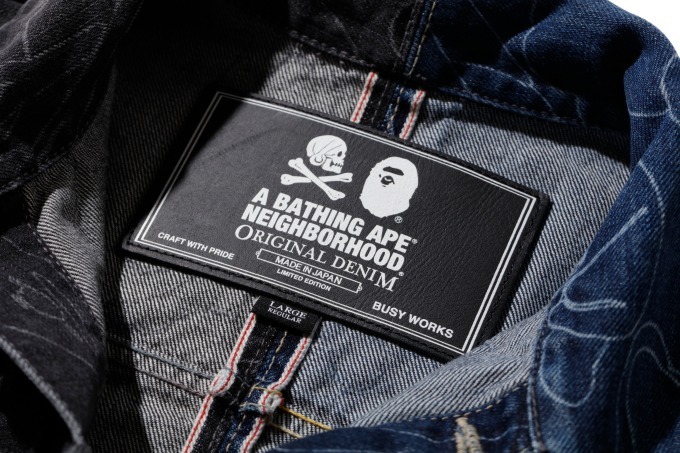 A BATHING APE®
NEIGHBORHOOD®
ORIGINAL DENIM
MADE IN JAPAN
LIMITED EDITION
CRAFT WITH PRIDE
BUSY WORKS
LARGE
REGULAR